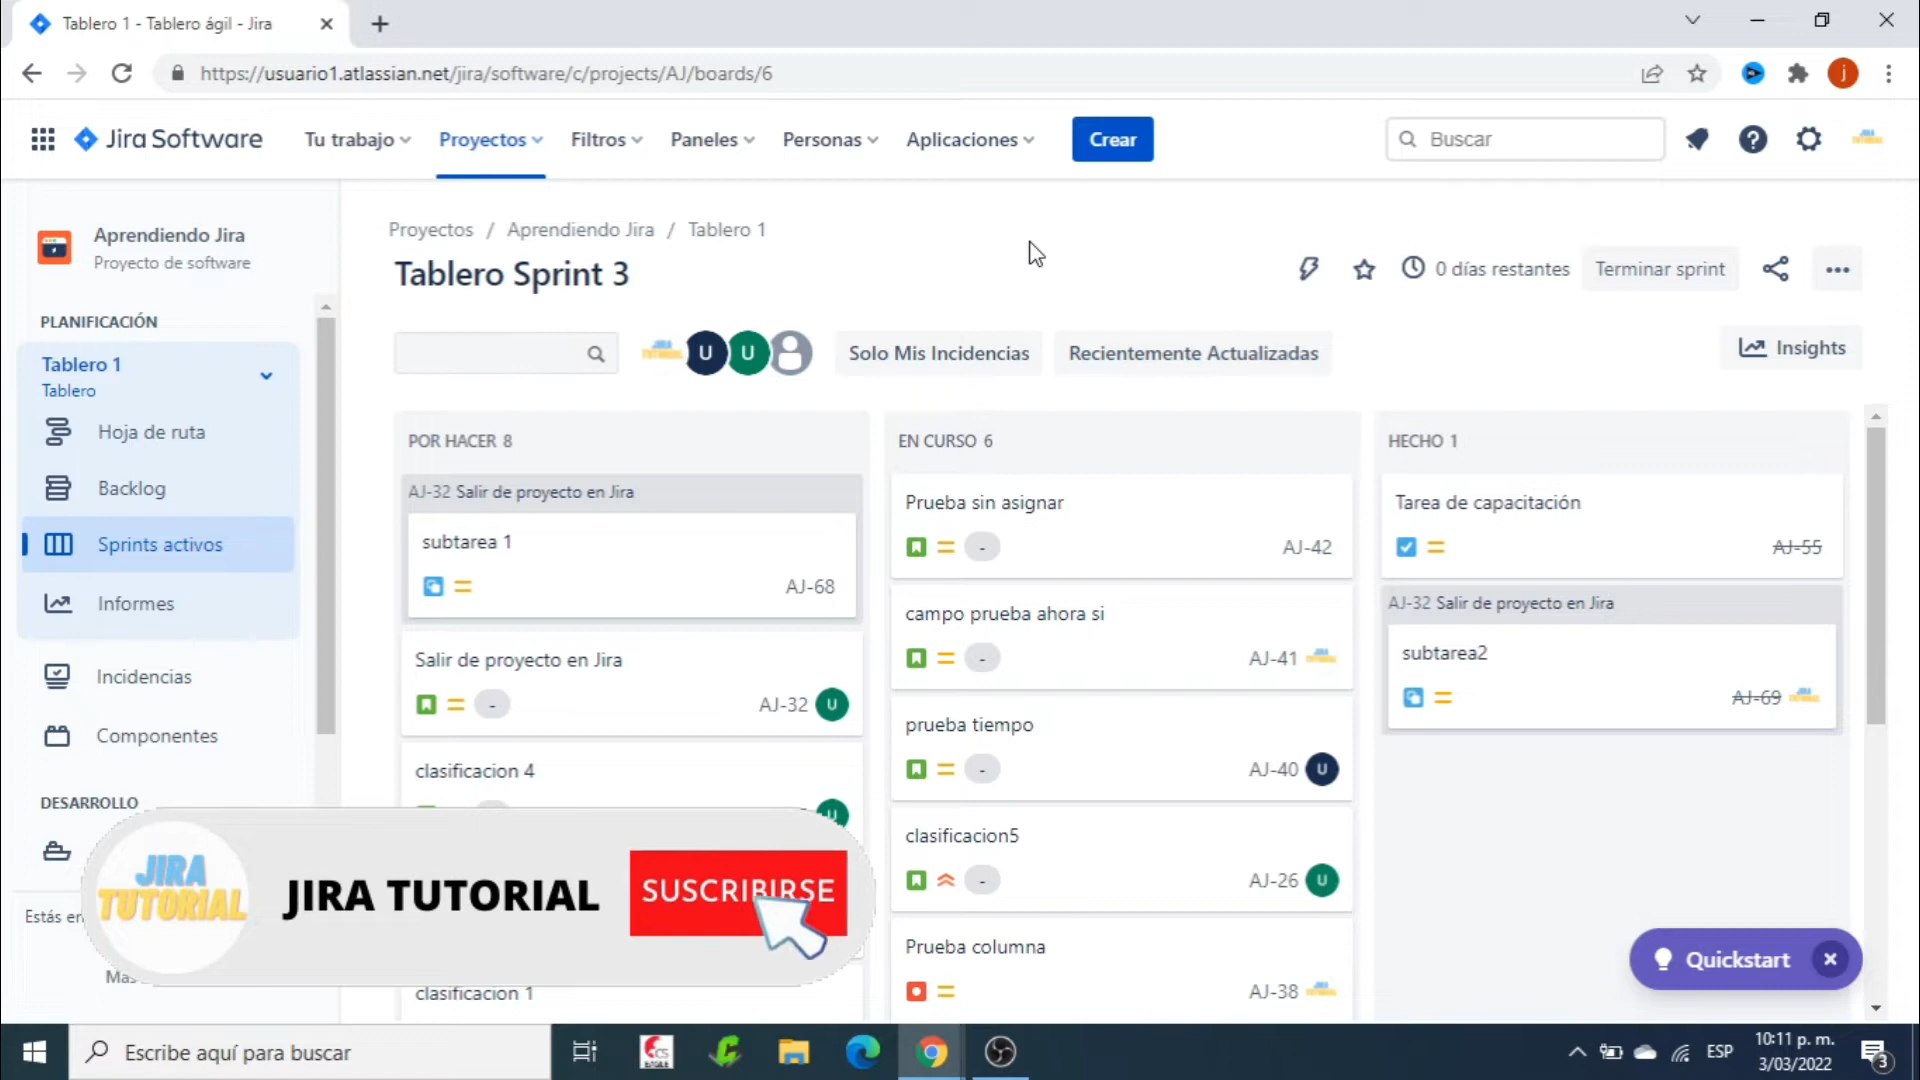 Tablero 1 - Tablero ágil - Jira
https://usuario1.atlassian.net/jira/software/c/projects/AJ/boards/6
j
Jira Software
Tu trabajo
Proyectos
Filtros
Paneles
Personas
Aplicaciones
Crear
Buscar
Aprendiendo Jira
Proyecto de software
PLANIFICACIÓN
Tablero 1
Tablero
Hoja de ruta
Backlog
Sprints activos
Informes
Incidencias
Componentes
DESARROLLO
Proyectos / Aprendiendo Jira / Tablero 1
Tablero Sprint 3
0 días restantes
Terminar sprint
U
U
Solo Mis Incidencias
Recientemente Actualizadas
Insights
POR HACER 8
AJ-32 Salir de proyecto en Jira
subtarea 1
AJ-68
Salir de proyecto en Jira
-
AJ-32
U
clasificacion 4
U
clasificacion 1
EN CURSO 6
Prueba sin asignar
-
AJ-42
campo prueba ahora si
-
AJ-41
prueba tiempo
-
AJ-40
U
clasificacion5
-
AJ-26
U
Prueba columna
AJ-38
HECHO 1
Tarea de capacitación
AJ-55
AJ-32 Salir de proyecto en Jira
subtarea2
AJ-69
Estás
JIRA
TUTORIAL
JIRA TUTORIAL
SUSCRIBIRSE
Quickstart
Escribe aquí para buscar
ESP
10:11 p. m.
3/03/2022
3